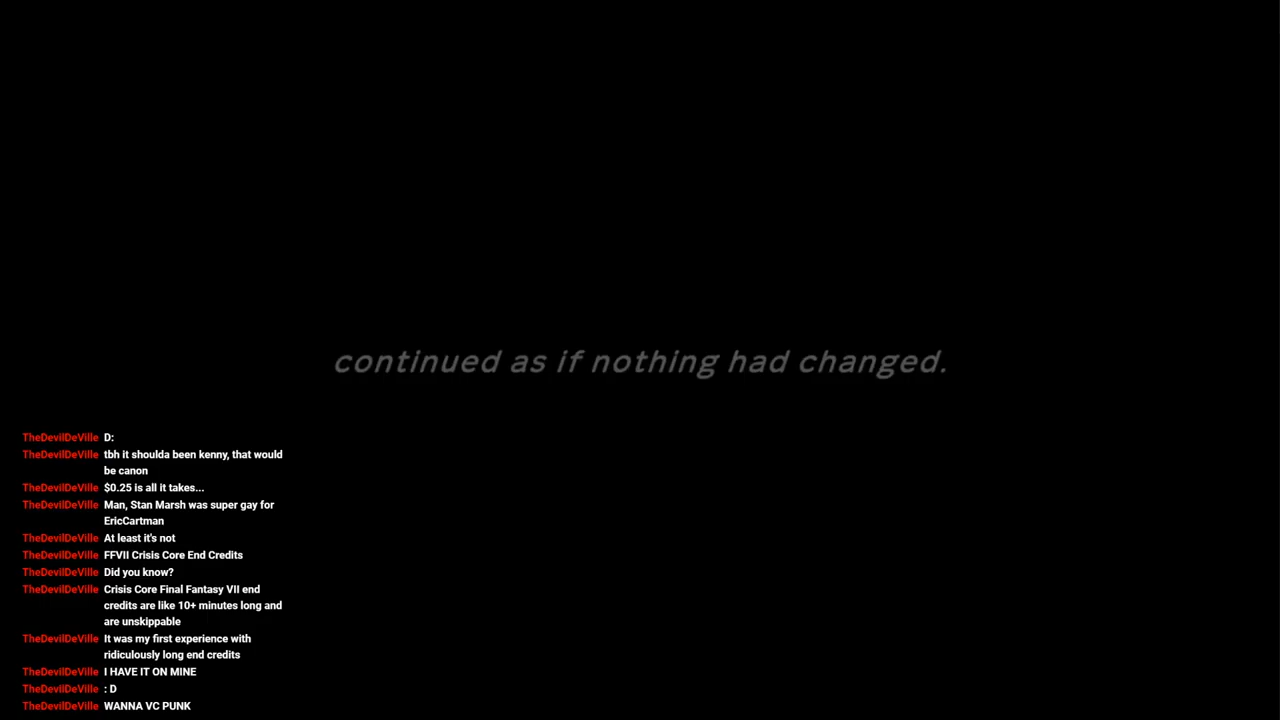 continued as if nothing had changed.
TheDevilDeVille D:
TheDevilDeVille tbh it shoulda been kenny, that would
be canon
TheDevilDeVille $0.25 is all it takes...
TheDevilDeVille Man, Stan Marsh was super gay for
EricCartman
TheDevilDeVille At least it's not
TheDevilDeVille FFVII Crisis Core End Credits
TheDevilDeVille Did you know?
TheDevilDeVille Crisis Core Final Fantasy VII end
credits are like 10+ minutes long and
are unskippable
TheDevilDeVille It was my first experience with
ridiculously long end credits
TheDevilDeVille I HAVE IT ON MINE
TheDevilDeVille : D
TheDevilDeVille WANNA VC PUNK